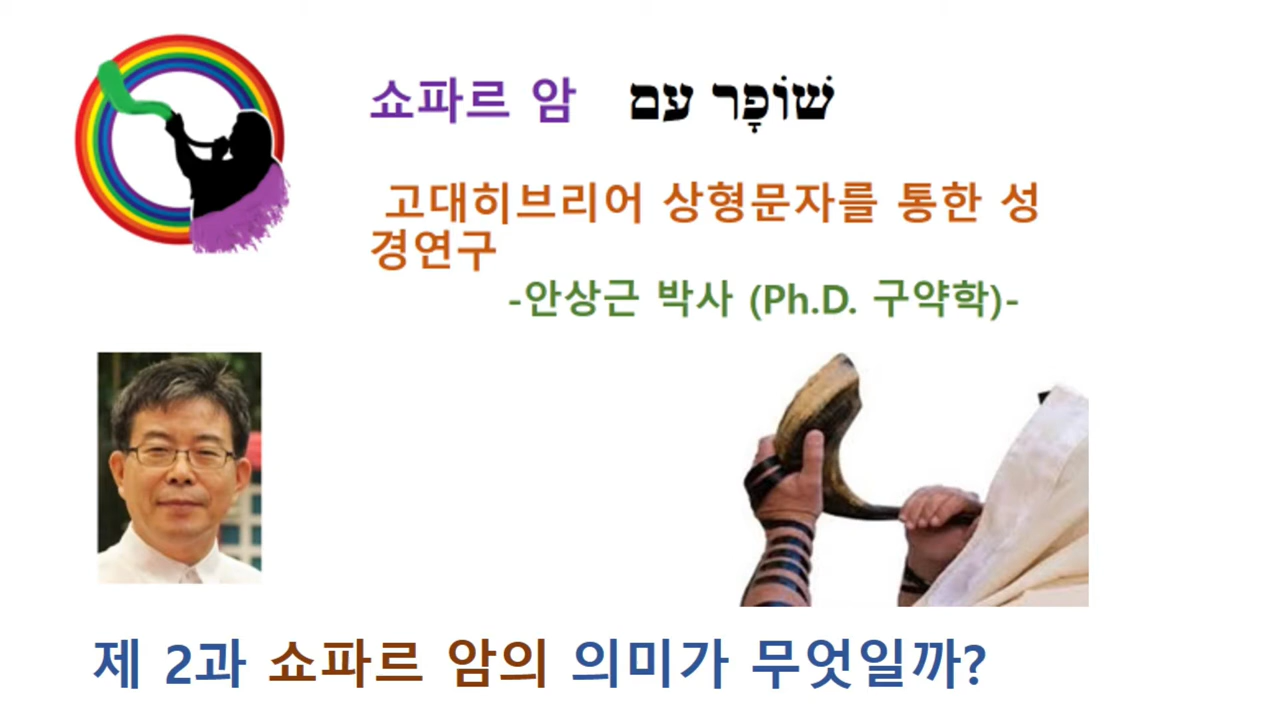 쇼파르 암 שׁוֹפָר עם
고대히브리어 상형문자를 통한 성
경연구
-안상근 박사 (Ph.D. 구약학)-
제 2과 쇼파르 암의 의미가 무엇일까?